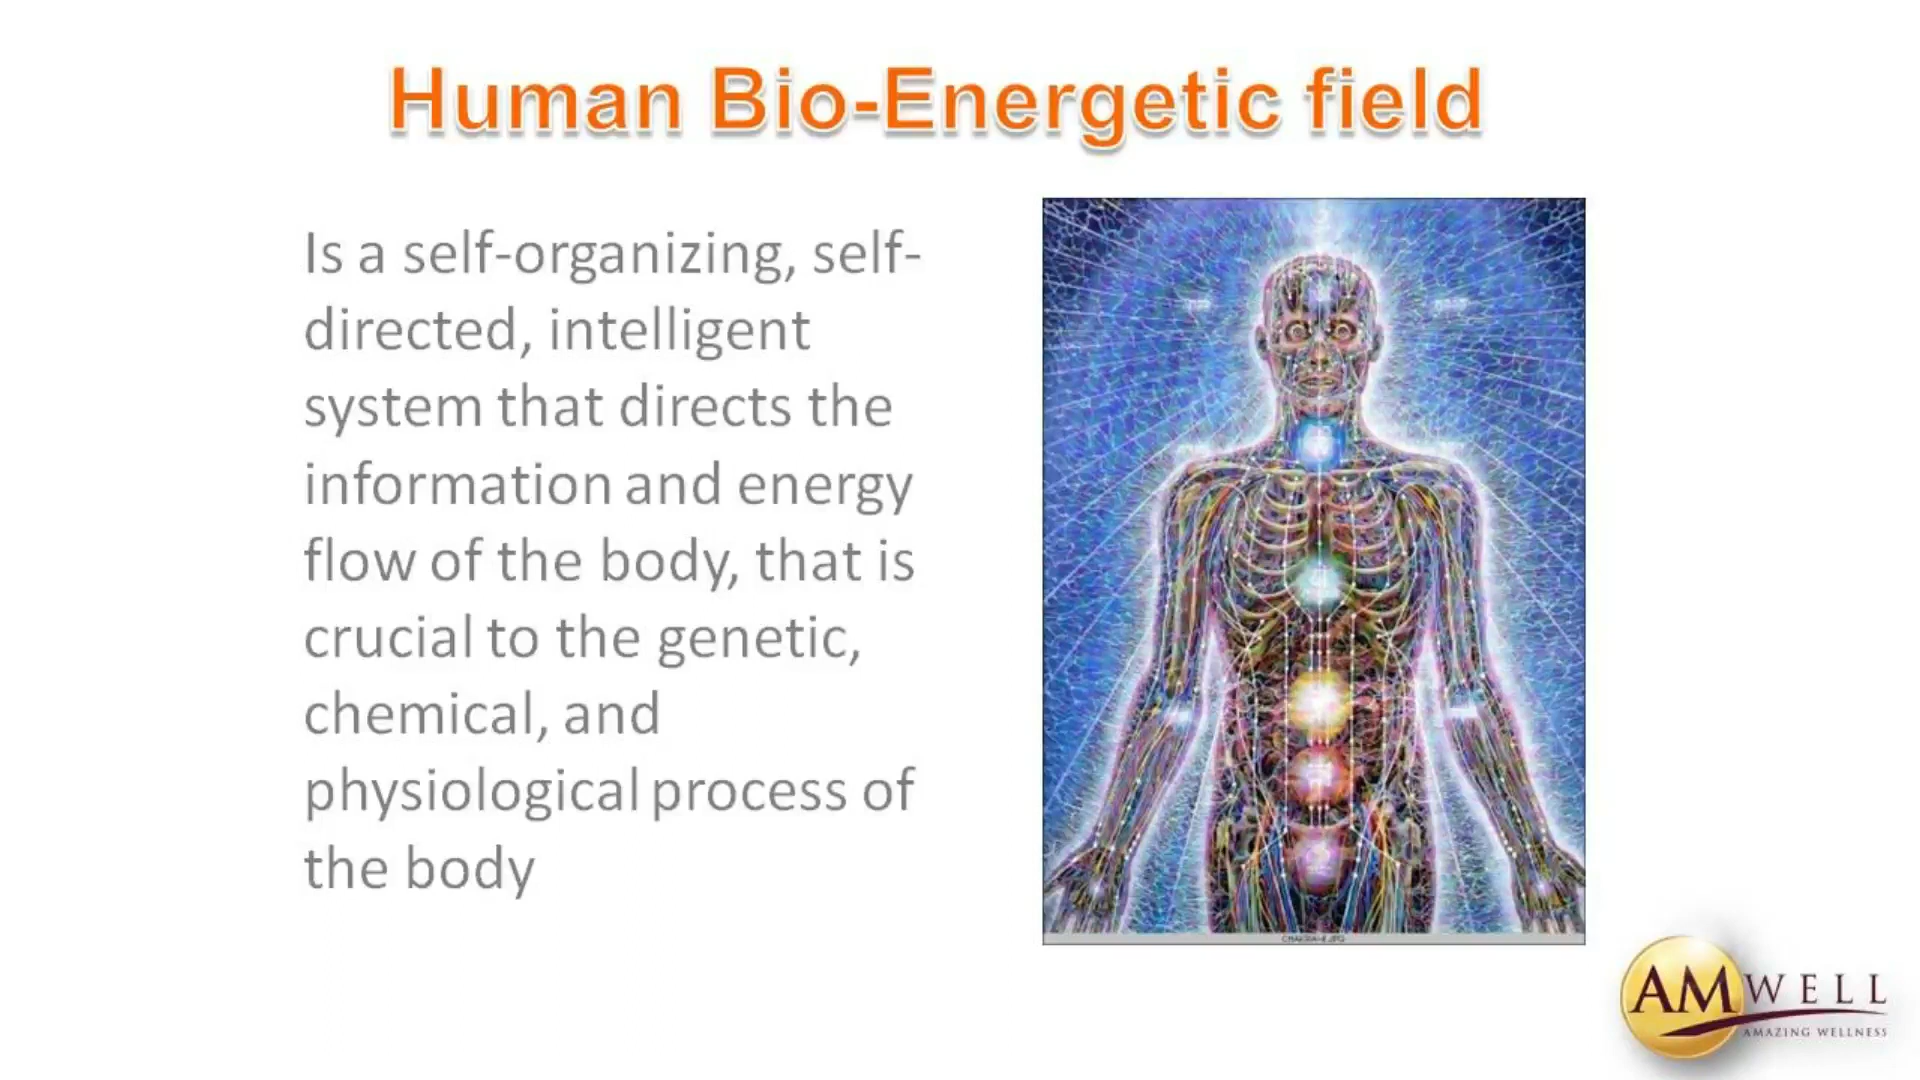 Human Bio-Energetic field
Is a self-organizing, self-
directed, intelligent
system that directs the
information and energy
flow of the body, that is
crucial to the genetic,
chemical, and
physiological process of
the body
AMWELL
AMAZING WELLNESS